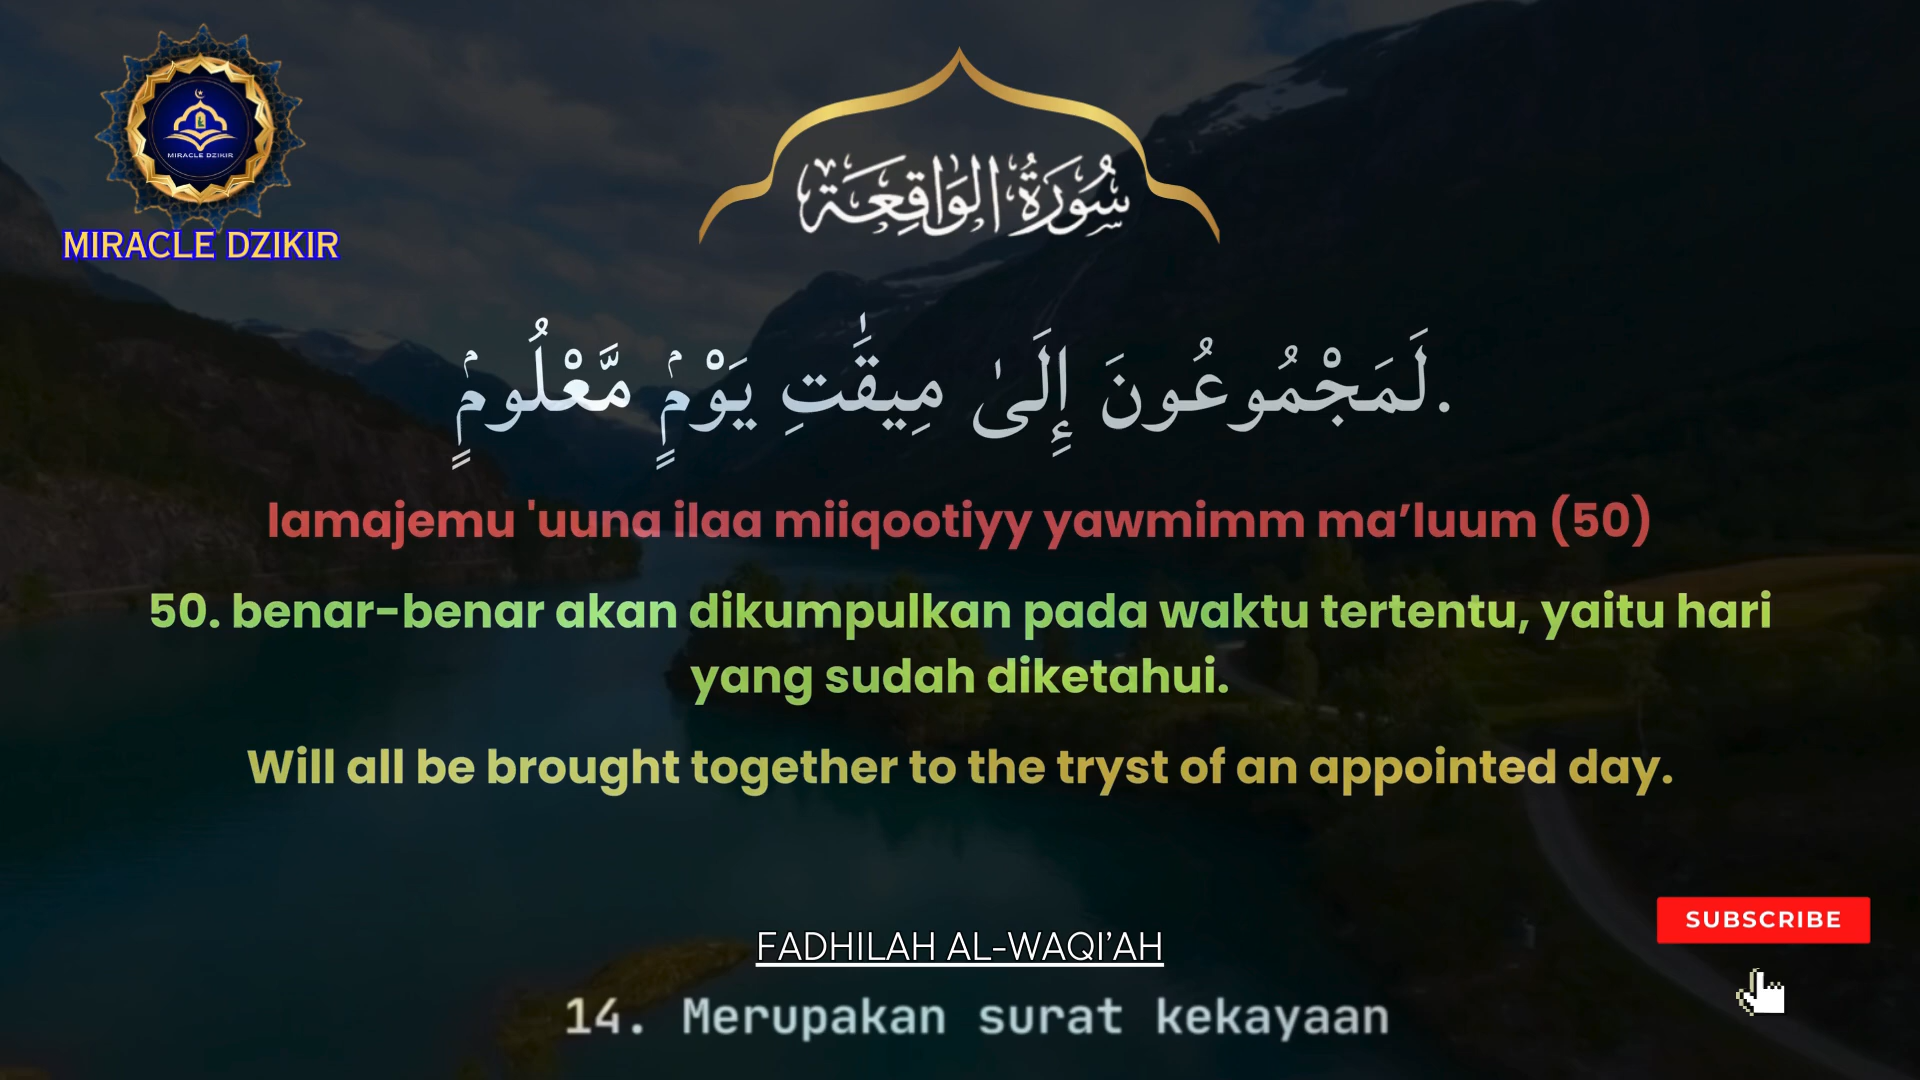 MIRACLE DZIKIR
MIRACLE DZIKIR
سُورَةُ الوَاقِعَة
لَمَجْمُوعُونَ إِلَىٰ مِيقَٰتِ يَوْمٍۢ مَّعْلُومٍۢ.
lamajemu 'uuna ilaa miiqootiyy yawmimm ma’luum (50)
50. benar-benar akan dikumpulkan pada waktu tertentu, yaitu hari
yang sudah diketahui.
Will all be brought together to the tryst of an appointed day.
SUBSCRIBE
FADHILAH AL-WAQI’AH
14. Merupakan surat kekayaan